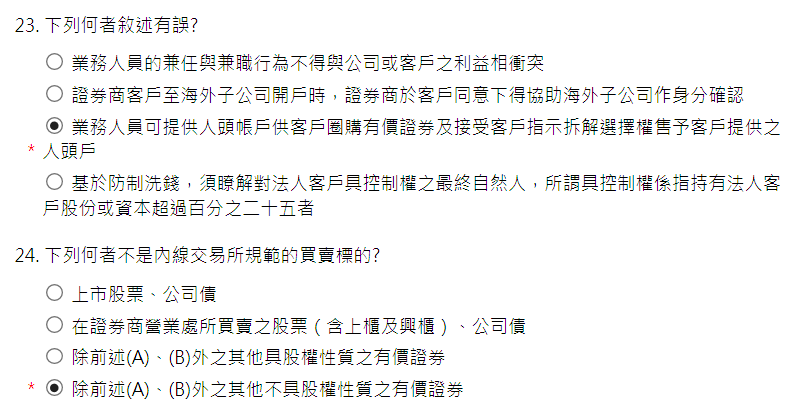 23. 下列何者敘述有誤?
業務人員的兼任與兼職行為不得與公司或客戶之利益相衝突
證券商客戶至海外子公司開戶時，證券商於客戶同意下得協助海外子公司作身分確認
業務人員可提供人頭帳戶供客戶圈購有價證券及接受客戶指示拆解選擇權售予客戶提供之
* 人頭戶
基於防制洗錢，須瞭解對法人客戶具控制權之最終自然人，所謂具控制權係指持有法人客
戶股份或資本超過百分之二十五者
24. 下列何者不是內線交易所規範的買賣標的?
上市股票、公司債
在證券商營業處所買賣之股票（含上櫃及興櫃）、公司債
除前述(A)、(B)外之其他具股權性質之有價證券
* 除前述(A)、(B)外之其他不具股權性質之有價證券